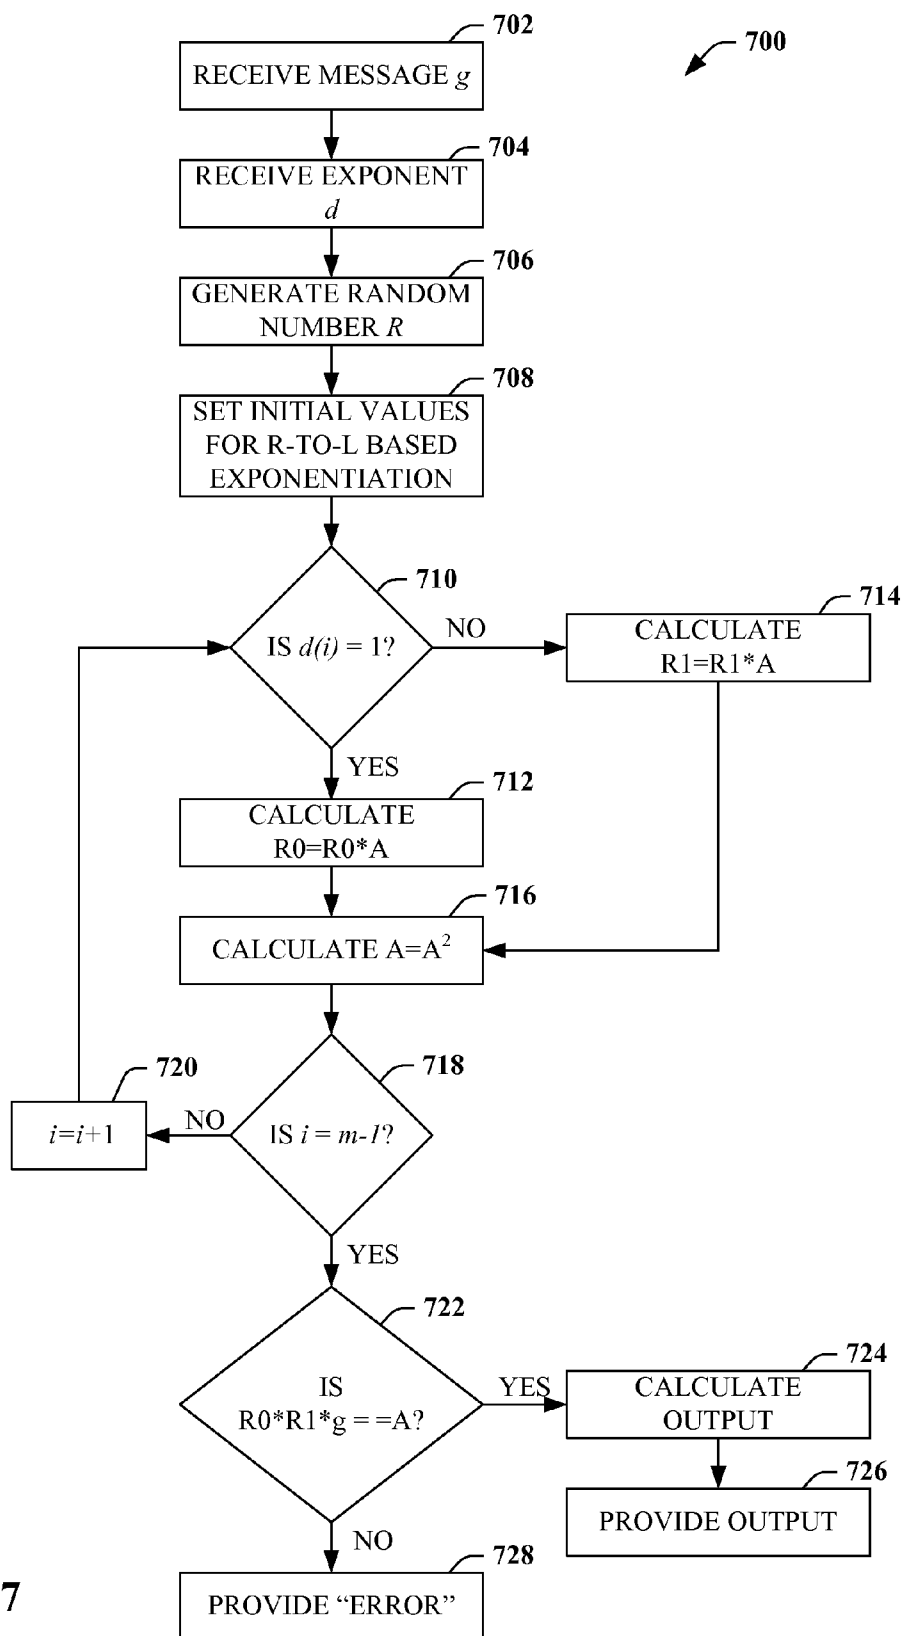 702
700
RECEIVE MESSAGE g
704
RECEIVE EXPONENT
d
706
GENERATE RANDOM
NUMBER R
708
SET INITIAL VALUES
FOR R-TO-L BASED
EXPONENTIATION
710
IS d(i) = 1?
NO
714
CALCULATE
R1=R1*A
YES
712
CALCULATE
R0=R0*A
716
CALCULATE A=A²
718
IS i = m-1?
NO
720
i=i+1
YES
722
IS
R0*R1*g = =A?
YES
724
CALCULATE
OUTPUT
726
PROVIDE OUTPUT
NO
728
PROVIDE “ERROR”
7